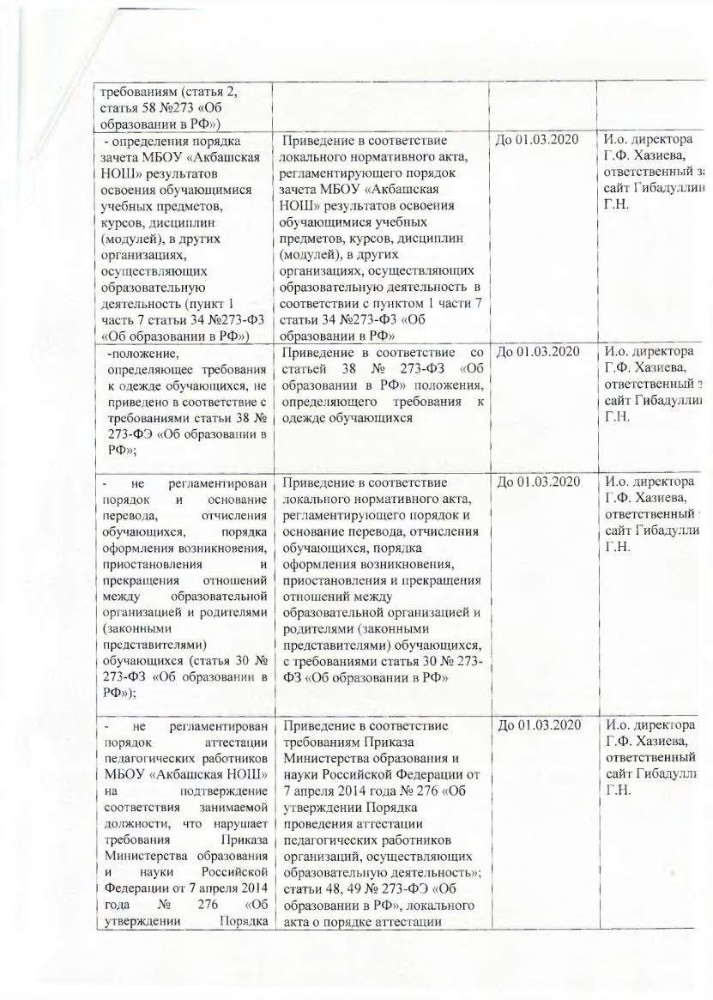 требованиям (статья 2,
статья 58 №273 «Об
образовании в РФ»)
- определения порядка
зачета МБОУ «Акбашская
НОШ» результатов
освоения обучающимися
учебных предметов,
курсов, дисциплин
(модулей), в других
организациях,
осуществляющих
образовательную
деятельность (пункт 1
часть 7 статьи 34 №273-ФЗ
«Об образовании в РФ»)
Приведение в соответствие
локального нормативного акта,
регламентирующего порядок
зачета МБОУ «Акбашская
НОШ» результатов освоения
обучающимися учебных
предметов, курсов, дисциплин
(модулей), в других
организациях, осуществляющих
образовательную деятельность в
соответствии с пунктом 1 части 7
статьи 34 №273-ФЗ «Об
образовании в РФ»
До 01.03.2020
И.о. директора
Г.Ф. Хазиева,
ответственный з
сайт Гибадуллин
Г.Н.
-положение,
определяющее требования
к одежде обучающихся, не
приведено в соответствие с
требованиями статьи 38 №
273-ФЭ «Об образовании в
РФ»;
Приведение в соответствие со
статьей 38 № 273-ФЗ «Об
образовании в РФ» положения,
определяющего требования к
одежде обучающихся
До 01.03.2020
И.о. директора
Г.Ф. Хазиева,
ответственный
сайт Гибадулли
Г.Н.
- не регламентирован
порядок и основание
перевода, отчисления
обучающихся, порядка
оформления возникновения,
приостановления и
прекращения отношений
между образовательной
организацией и родителями
(законными
представителями)
обучающихся (статья 30 №
273-ФЗ «Об образовании в
РФ»);
Приведение в соответствие
локального нормативного акта,
регламентирующего порядок и
основание перевода, отчисления
обучающихся, порядка
оформления возникновения,
приостановления и прекращения
отношений между
образовательной организацией и
родителями (законными
представителями) обучающихся,
с требованиями статья 30 № 273-
ФЗ «Об образовании в РФ»
До 01.03.2020
И.о. директора
Г.Ф. Хазиева,
ответственный
сайт Гибадулли
Г.Н.
- не регламентирован
порядок аттестации
педагогических работников
МБОУ «Акбашская НОШ»
на подтверждение
соответствия занимаемой
должности, что нарушает
требования Приказа
Министерства образования
и науки Российской
Федерации от 7 апреля 2014
года № 276 «Об
утверждении Порядка
Приведение в соответствие
требованиям Приказа
Министерства образования и
науки Российской Федерации от
7 апреля 2014 года № 276 «Об
утверждении Порядка
проведения аттестации
педагогических работников
организаций, осуществляющих
образовательную деятельность»;
статьи 48, 49 № 273-ФЭ «Об
образовании в РФ», локального
акта о порядке аттестации
До 01.03.2020
И.о. директора
Г.Ф. Хазиева,
ответственный
сайт Гибадулл
Г.Н.